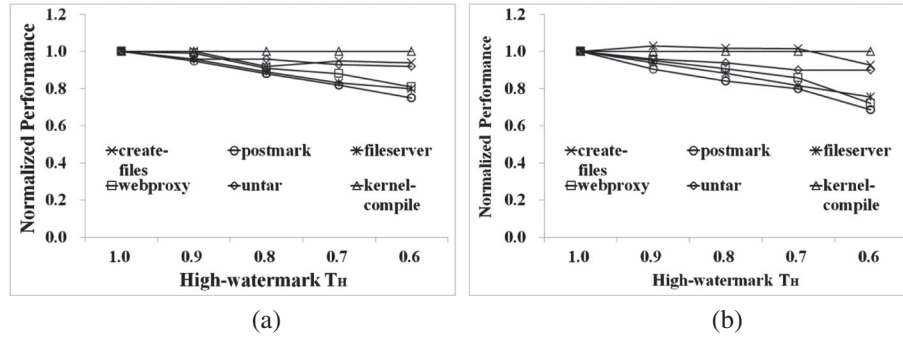 Normalized Performance
1.2
1.0
0.8
0.6
0.4
0.2
0.0
create-files
postmark
fileserver
webproxy
untar
kernel-compile
1.0 0.9 0.8 0.7 0.6
High-watermark TH
(a)
Normalized Performance
1.2
1.0
0.8
0.6
0.4
0.2
0.0
create-files
postmark
fileserver
webproxy
untar
kernel-compile
1.0 0.9 0.8 0.7 0.6
High-watermark TH
(b)